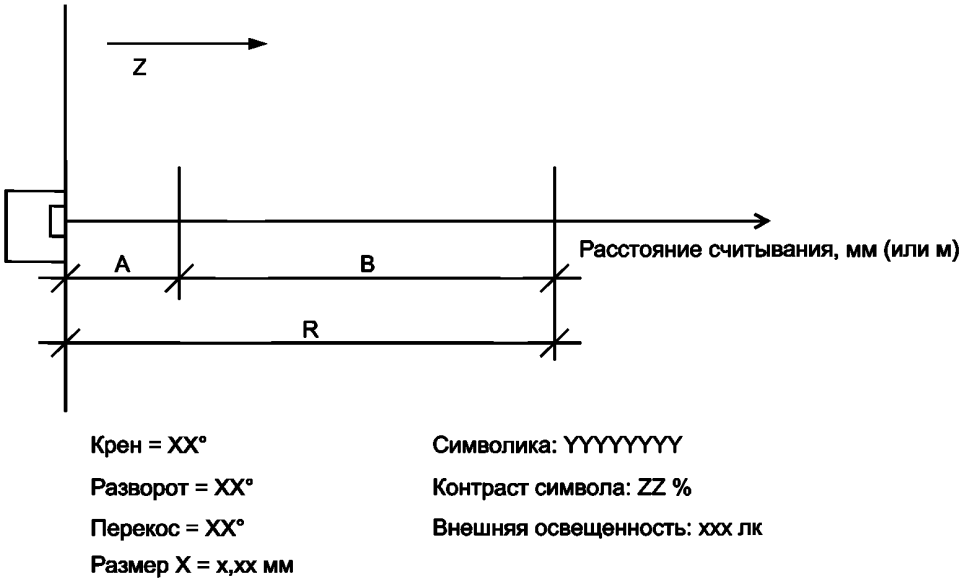 Z
Расстояние считывания, мм (или м)
A
B
R
Крен = XX°
Символика: YYYYYYYY
Разворот = XX°
Контраст символа: ZZ %
Перекос = XX°
Внешняя освещенность: xxx лк
Размер X = x,xx мм